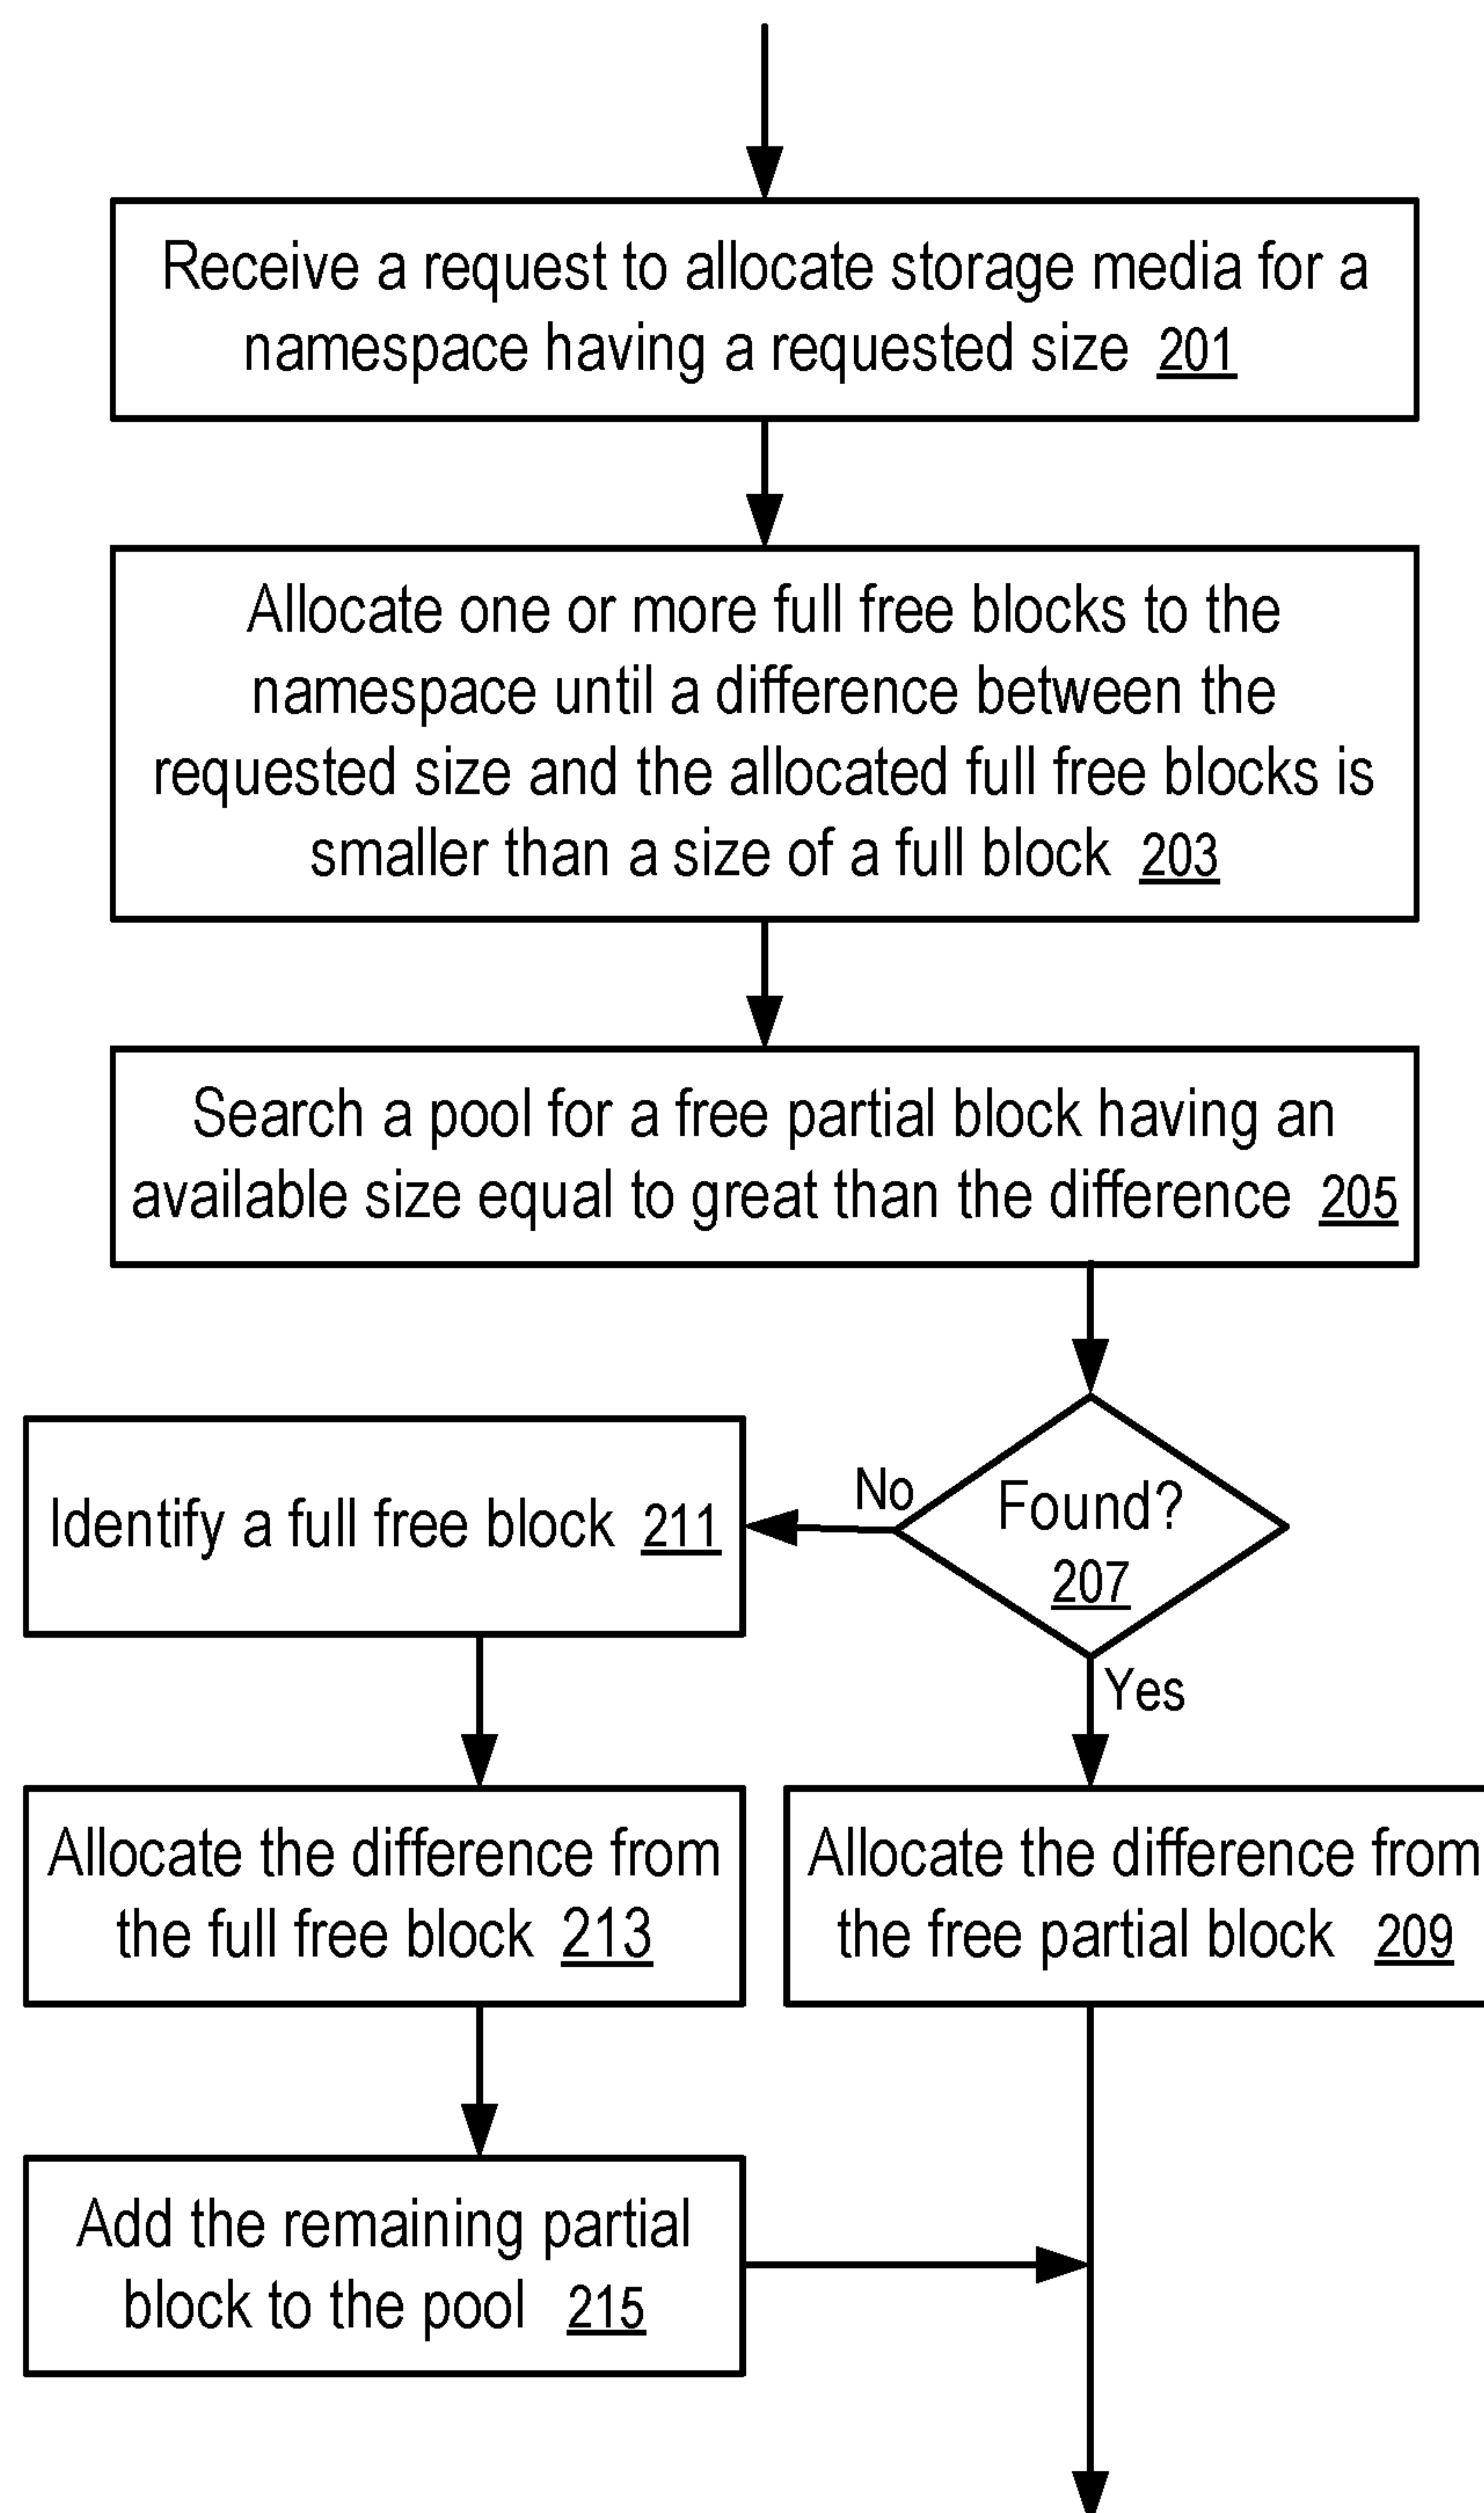 Receive a request to allocate storage media for a
namespace having a requested size 201
Allocate one or more full free blocks to the
namespace until a difference between the
requested size and the allocated full free blocks is
smaller than a size of a full block 203
Search a pool for a free partial block having an
available size equal to great than the difference 205
No
Found?
207
Identify a full free block 211
Yes
Allocate the difference from
the full free block 213
Allocate the difference from
the free partial block 209
Add the remaining partial
block to the pool 215